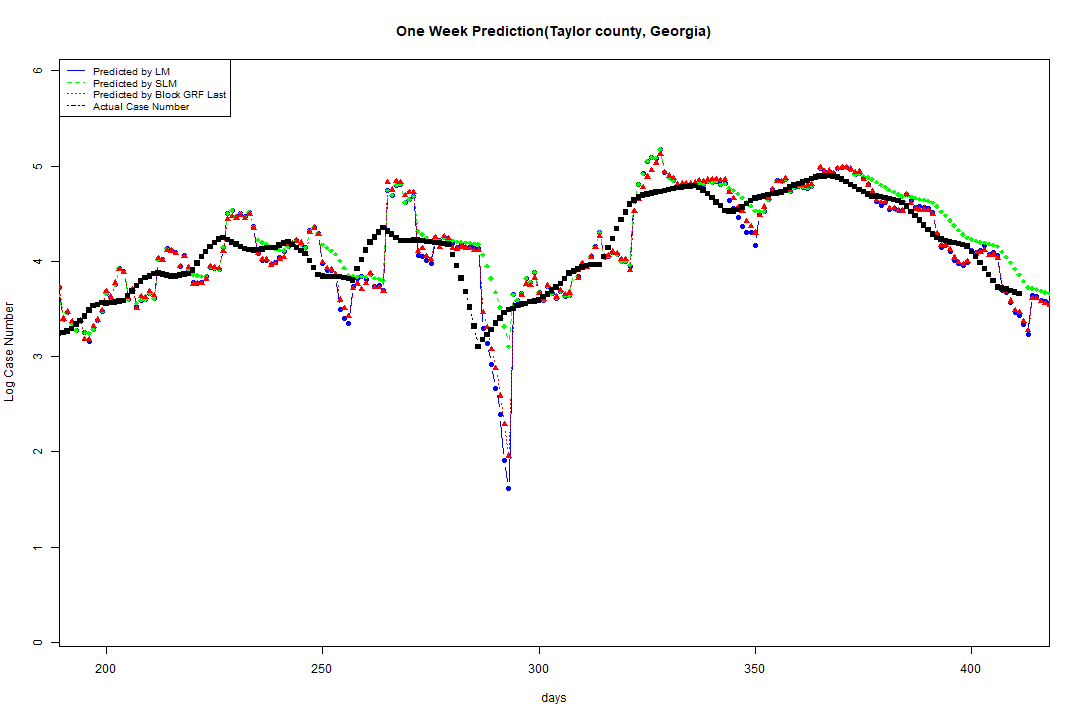 One Week Prediction(Taylor county, Georgia)
Predicted by LM
Predicted by SLM
Predicted by Block GRF Last
Actual Case Number
6
5
4
3
2
1
0
Log Case Number
200 250 300 350 400
days